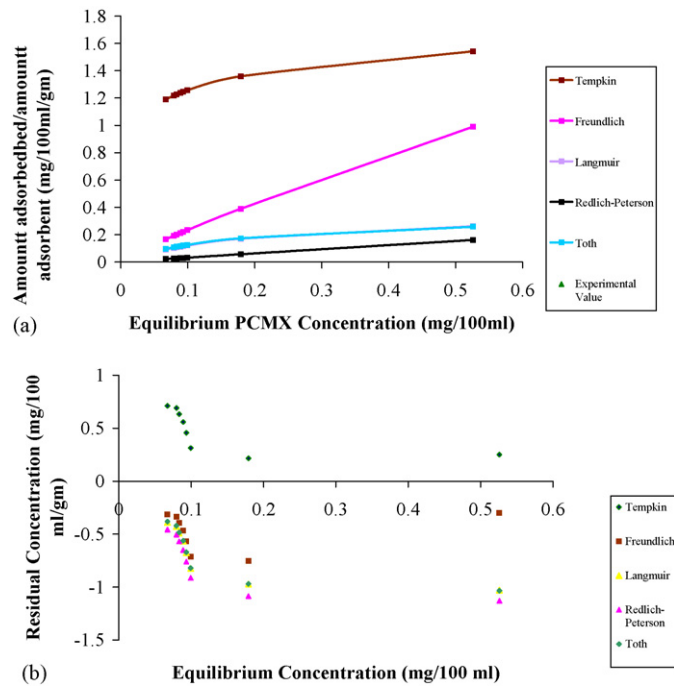 1.8
1.6
1.4
1.2
1
0.8
0.6
0.4
0.2
0
0 0.1 0.2 0.3 0.4 0.5 0.6
Amountt adsorbedbed/amountt
adsorbent (mg/100ml/gm)
Equilibrium PCMX Concentration (mg/100ml)
(a)
Tempkin
Freundlich
Langmuir
Redlich-Peterson
Toth
Experimental
Value
1
0.5
0
-0.5
-1
-1.5
0 0.1 0.2 0.3 0.4 0.5 0.6
Residual Concentration (mg/100
ml/gm)
Equilibrium Concentration (mg/100 ml)
(b)
Tempkin
Freundlich
Langmuir
Redlich-
Peterson
Toth